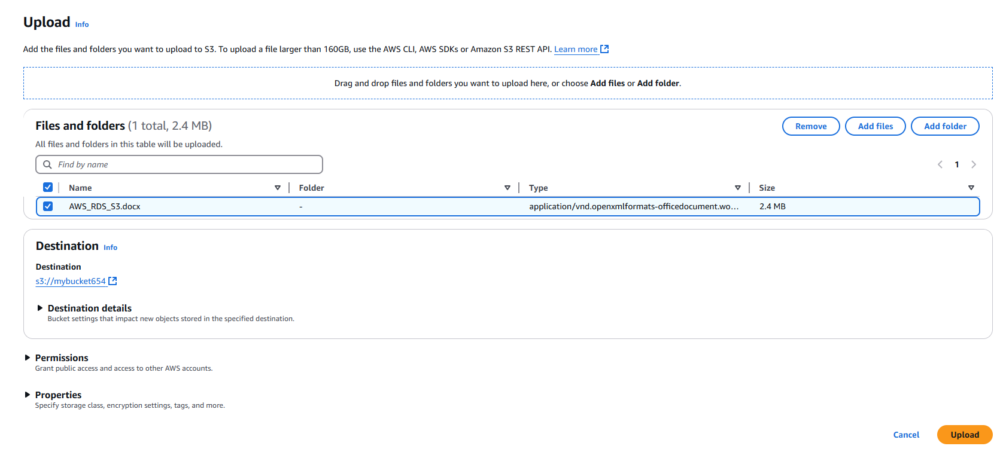 Upload Info
Add the files and folders you want to upload to S3. To upload a file larger than 160GB, use the AWS CLI, AWS SDKs or Amazon S3 REST API. Learn more
Drag and drop files and folders you want to upload here, or choose Add files or Add folder.
Files and folders (1 total, 2.4 MB)
Remove
Add files
Add folder
All files and folders in this table will be uploaded.
Find by name
1
Name Folder Type Size
AWS_RDS_S3.docx - application/vnd.openxmlformats-officedocument.wo... 2.4 MB
Destination Info
Destination
s3://mybucket654
Destination details
Bucket settings that impact new objects stored in the specified destination.
Permissions
Grant public access and access to other AWS accounts.
Properties
Specify storage class, encryption settings, tags, and more.
Cancel
Upload